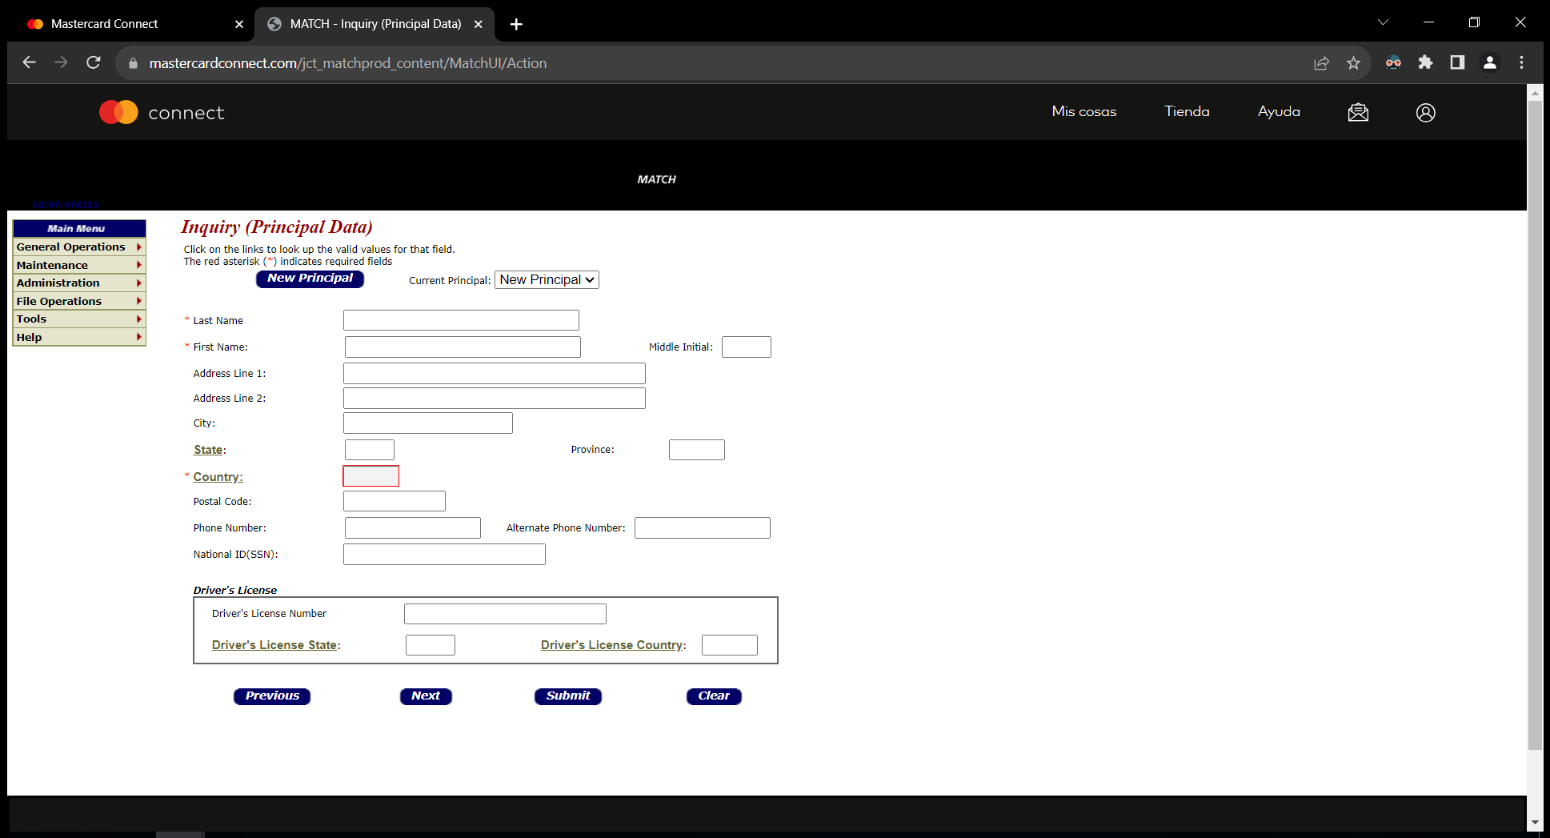 Mastercard Connect
MATCH - Inquiry (Principal Data)
mastercardconnect.com/jct_matchprod_content/MatchUI/Action
connect
Mis cosas Tienda Ayuda
MATCH
Main Menu
General Operations
Maintenance
Administration
File Operations
Tools
Help
Inquiry (Principal Data)
Click on the links to look up the valid values for that field.
The red asterisk (*) indicates required fields
New Principal Current Principal: New Principal
* Last Name
* First Name: Middle Initial:
Address Line 1:
Address Line 2:
City:
State: Province:
* Country:
Postal Code:
Phone Number: Alternate Phone Number:
National ID(SSN):
Driver's License
Driver's License Number
Driver's License State: Driver's License Country:
Previous Next Submit Clear